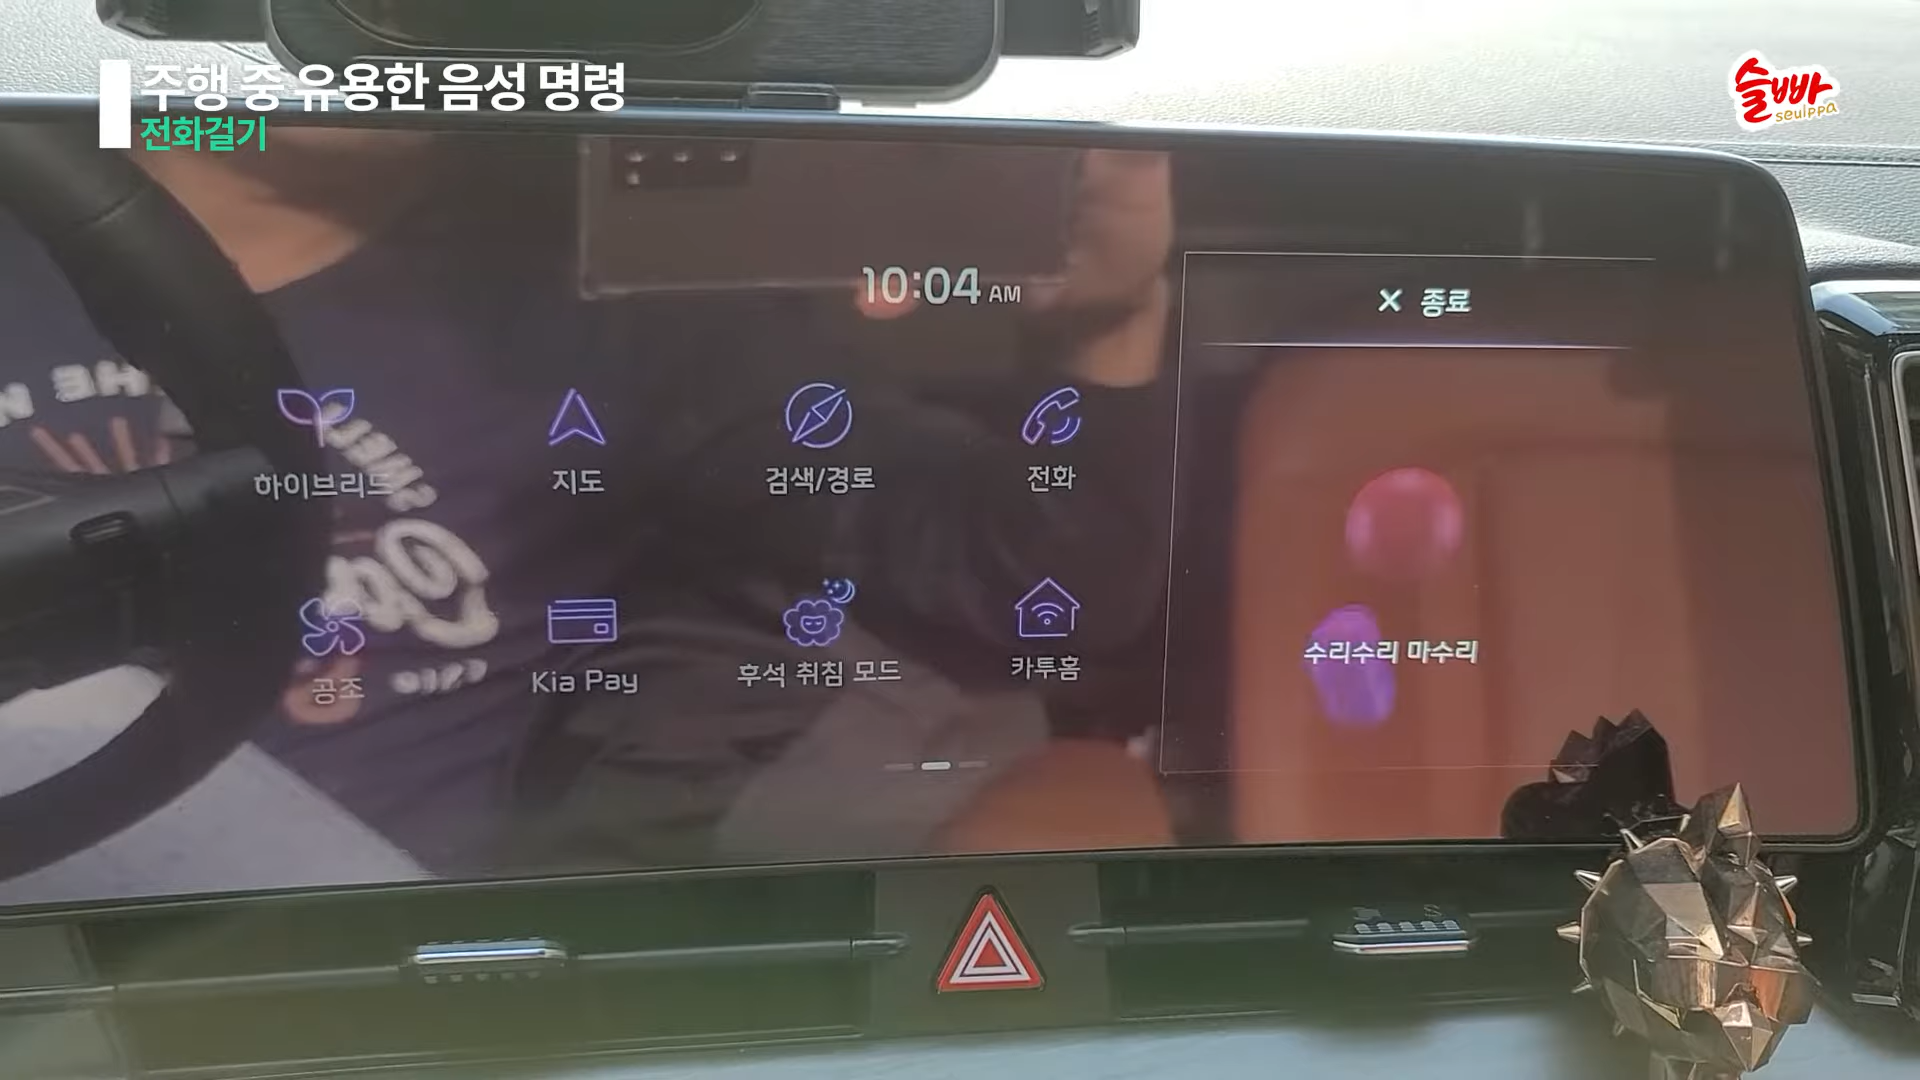 주행 중 유용한 음성 명령
전화걸기
슬빠
seulppa
10:04 AM
X 종료
하이브리드
지도
검색/경로
전화
공조
Kia Pay
후석 취침 모드
카투홈
수리수리 마수리